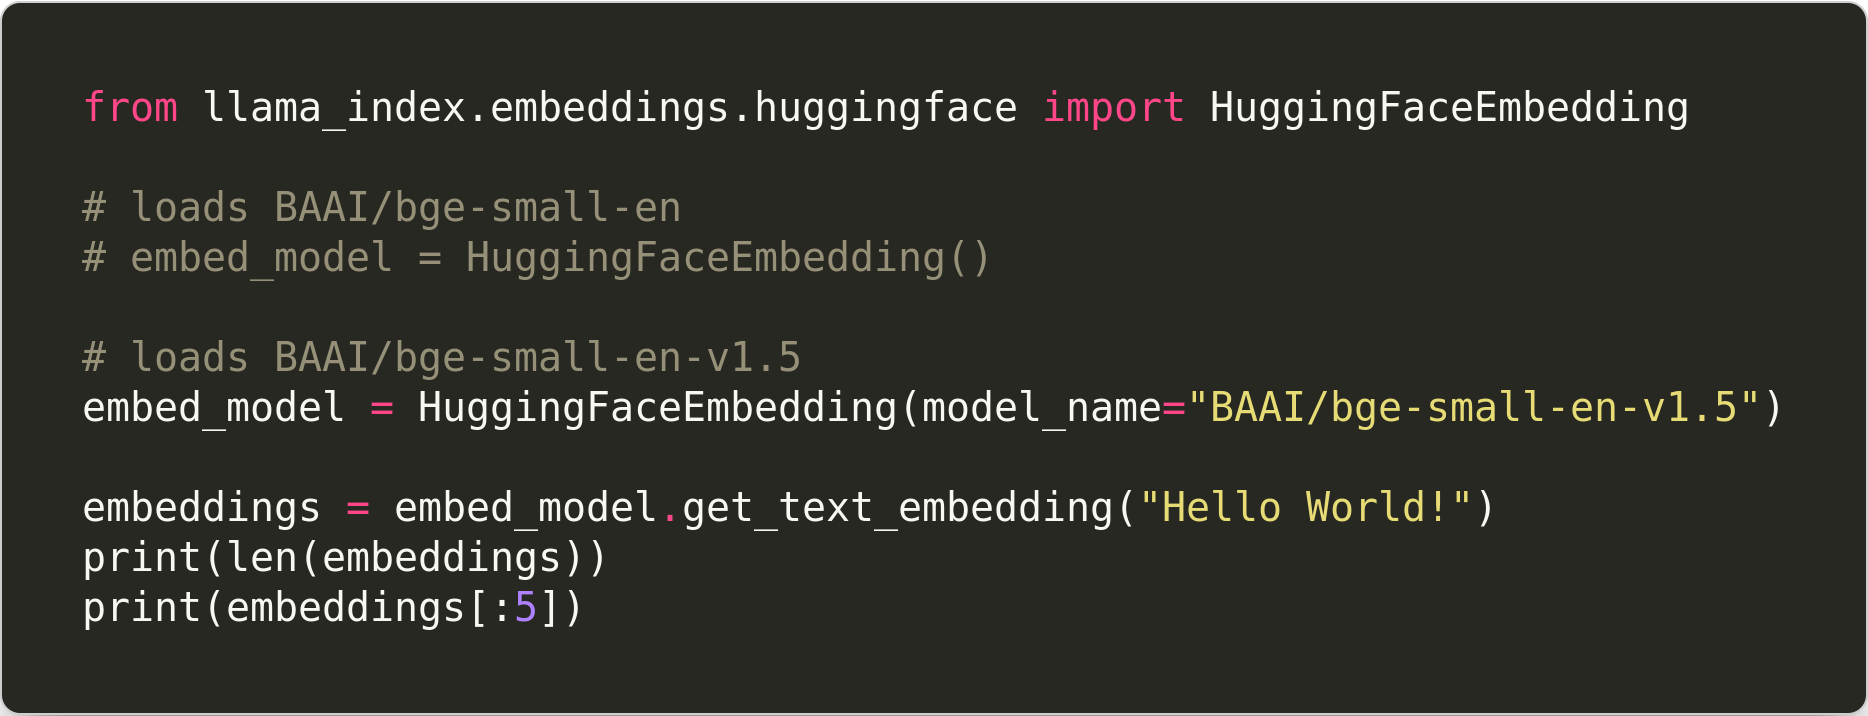 from llama_index.embeddings.huggingface import HuggingFaceEmbedding

# loads BAAI/bge-small-en
# embed_model = HuggingFaceEmbedding()

# loads BAAI/bge-small-en-v1.5
embed_model = HuggingFaceEmbedding(model_name="BAAI/bge-small-en-v1.5")

embeddings = embed_model.get_text_embedding("Hello World!")
print(len(embeddings))
print(embeddings[:5])